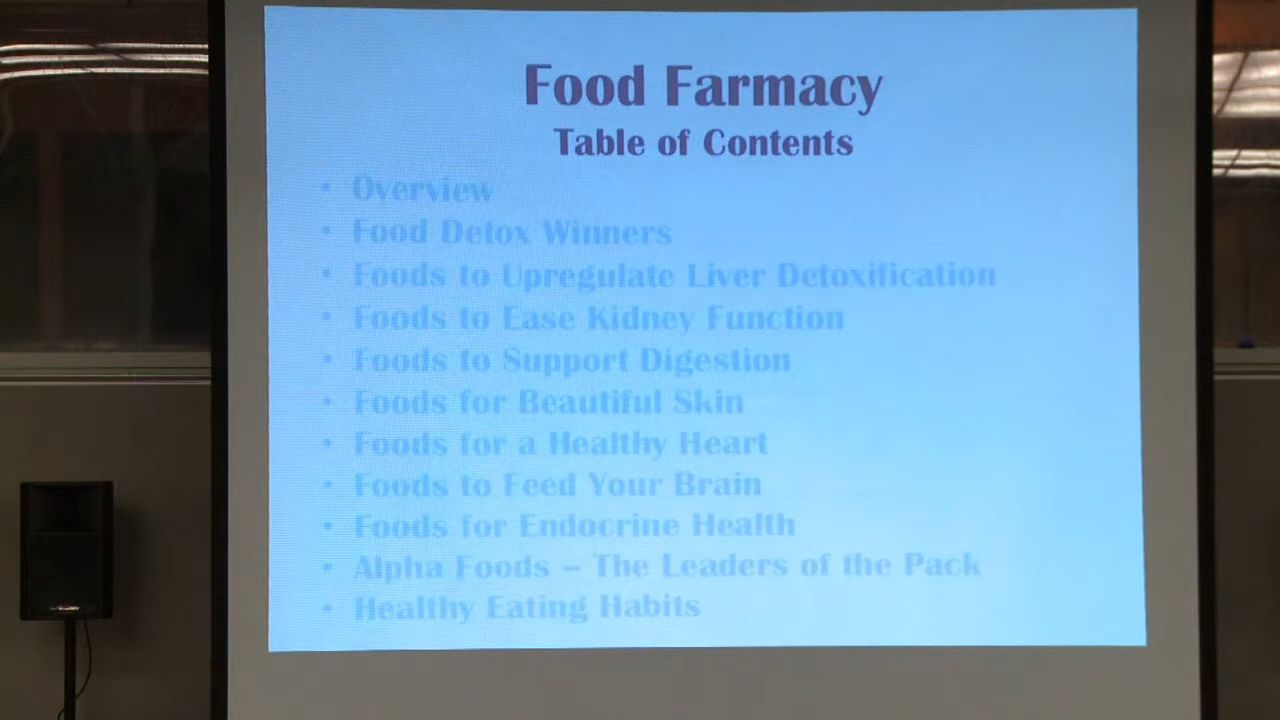 Food Farmacy
Table of Contents
• Overview
• Food Detox Winners
• Foods to Upregulate Liver Detoxification
• Foods to Ease Kidney Function
• Foods to Support Digestion
• Foods for Beautiful Skin
• Foods for a Healthy Heart
• Foods to Feed Your Brain
• Foods for Endocrine Health
• Alpha Foods – The Leaders of the Pack
• Healthy Eating Habits